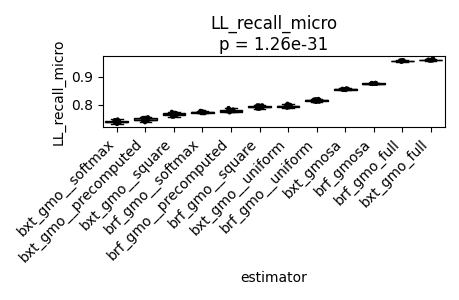 LL_recall_micro
p = 1.26e-31
LL_recall_micro
0.9
0.8
bxt_gmo__softmax
bxt_gmo__precomputed
bxt_gmo__square
brf_gmo__softmax
brf_gmo__precomputed
brf_gmo__square
bxt_gmo__uniform
brf_gmo__uniform
bxt_gmosa
brf_gmosa
brf_gmo_full
bxt_gmo_full
estimator